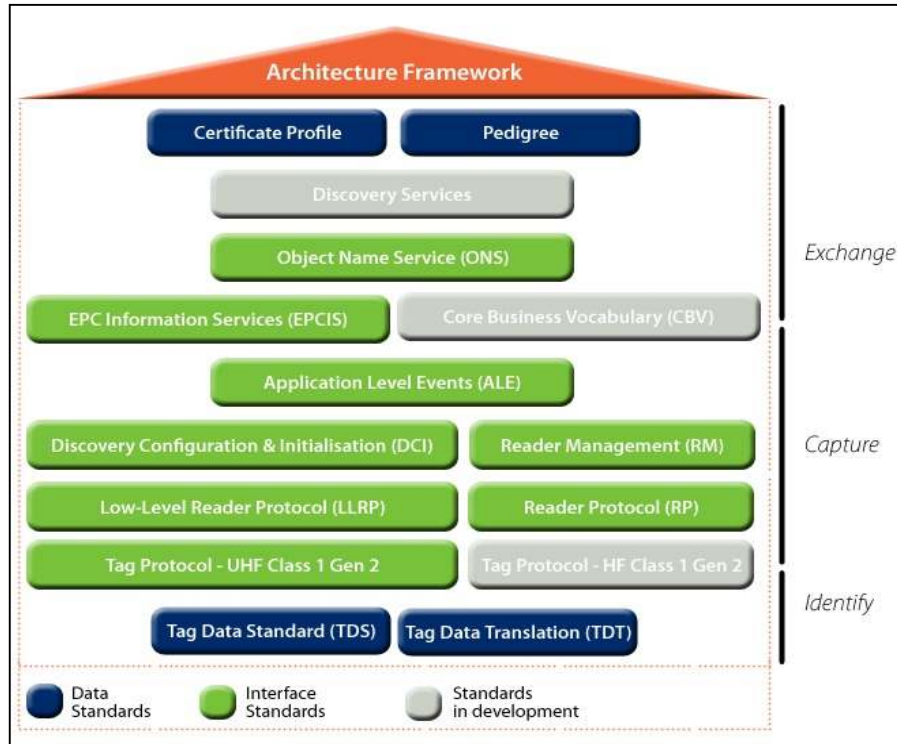 Architecture Framework
Certificate Profile
Pedigree
Discovery Services
Object Name Service (ONS)
Exchange
EPC Information Services (EPCIS)
Core Business Vocabulary (CBV)
Application Level Events (ALE)
Discovery Configuration & Initialisation (DCI)
Reader Management (RM)
Capture
Low-Level Reader Protocol (LLRP)
Reader Protocol (RP)
Tag Protocol - UHF Class 1 Gen 2
Tag Protocol - HF Class 1 Gen 2
Identify
Tag Data Standard (TDS)
Tag Data Translation (TDT)
Data
Standards
Interface
Standards
Standards
in development